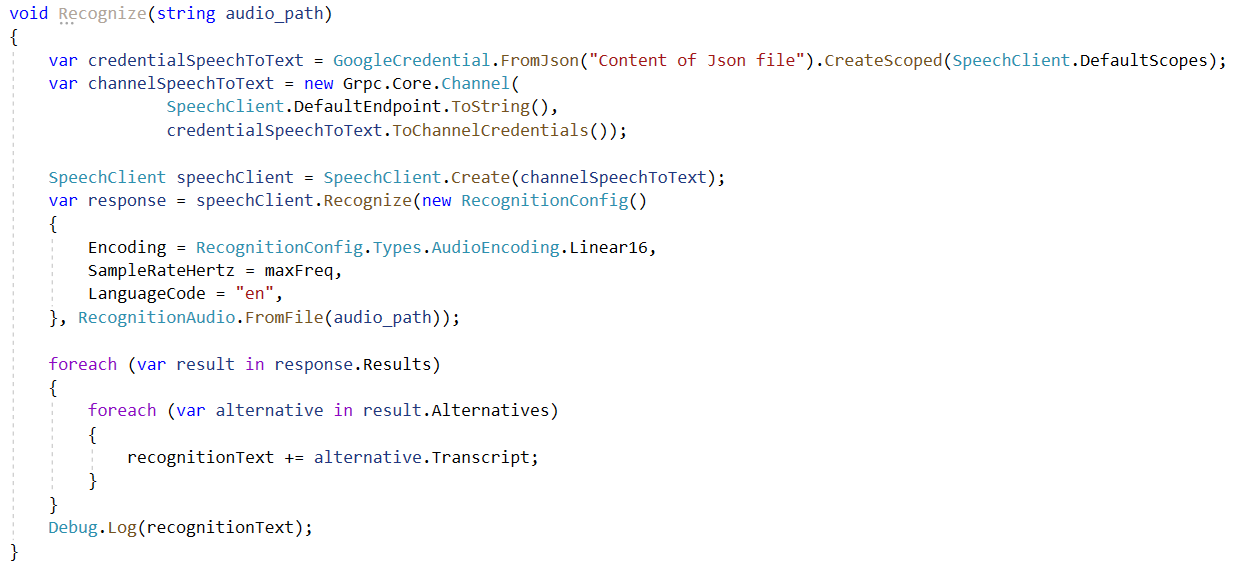 void Recognize(string audio_path)
{
    var credentialSpeechToText = GoogleCredential.FromJson("Content of Json file").CreateScoped(SpeechClient.DefaultScopes);
    var channelSpeechToText = new Grpc.Core.Channel(
                SpeechClient.DefaultEndpoint.ToString(),
                credentialSpeechToText.ToChannelCredentials());

    SpeechClient speechClient = SpeechClient.Create(channelSpeechToText);
    var response = speechClient.Recognize(new RecognitionConfig()
    {
        Encoding = RecognitionConfig.Types.AudioEncoding.Linear16,
        SampleRateHertz = maxFreq,
        LanguageCode = "en",
    }, RecognitionAudio.FromFile(audio_path));

    foreach (var result in response.Results)
    {
        foreach (var alternative in result.Alternatives)
        {
            recognitionText += alternative.Transcript;
        }
    }
    Debug.Log(recognitionText);
}